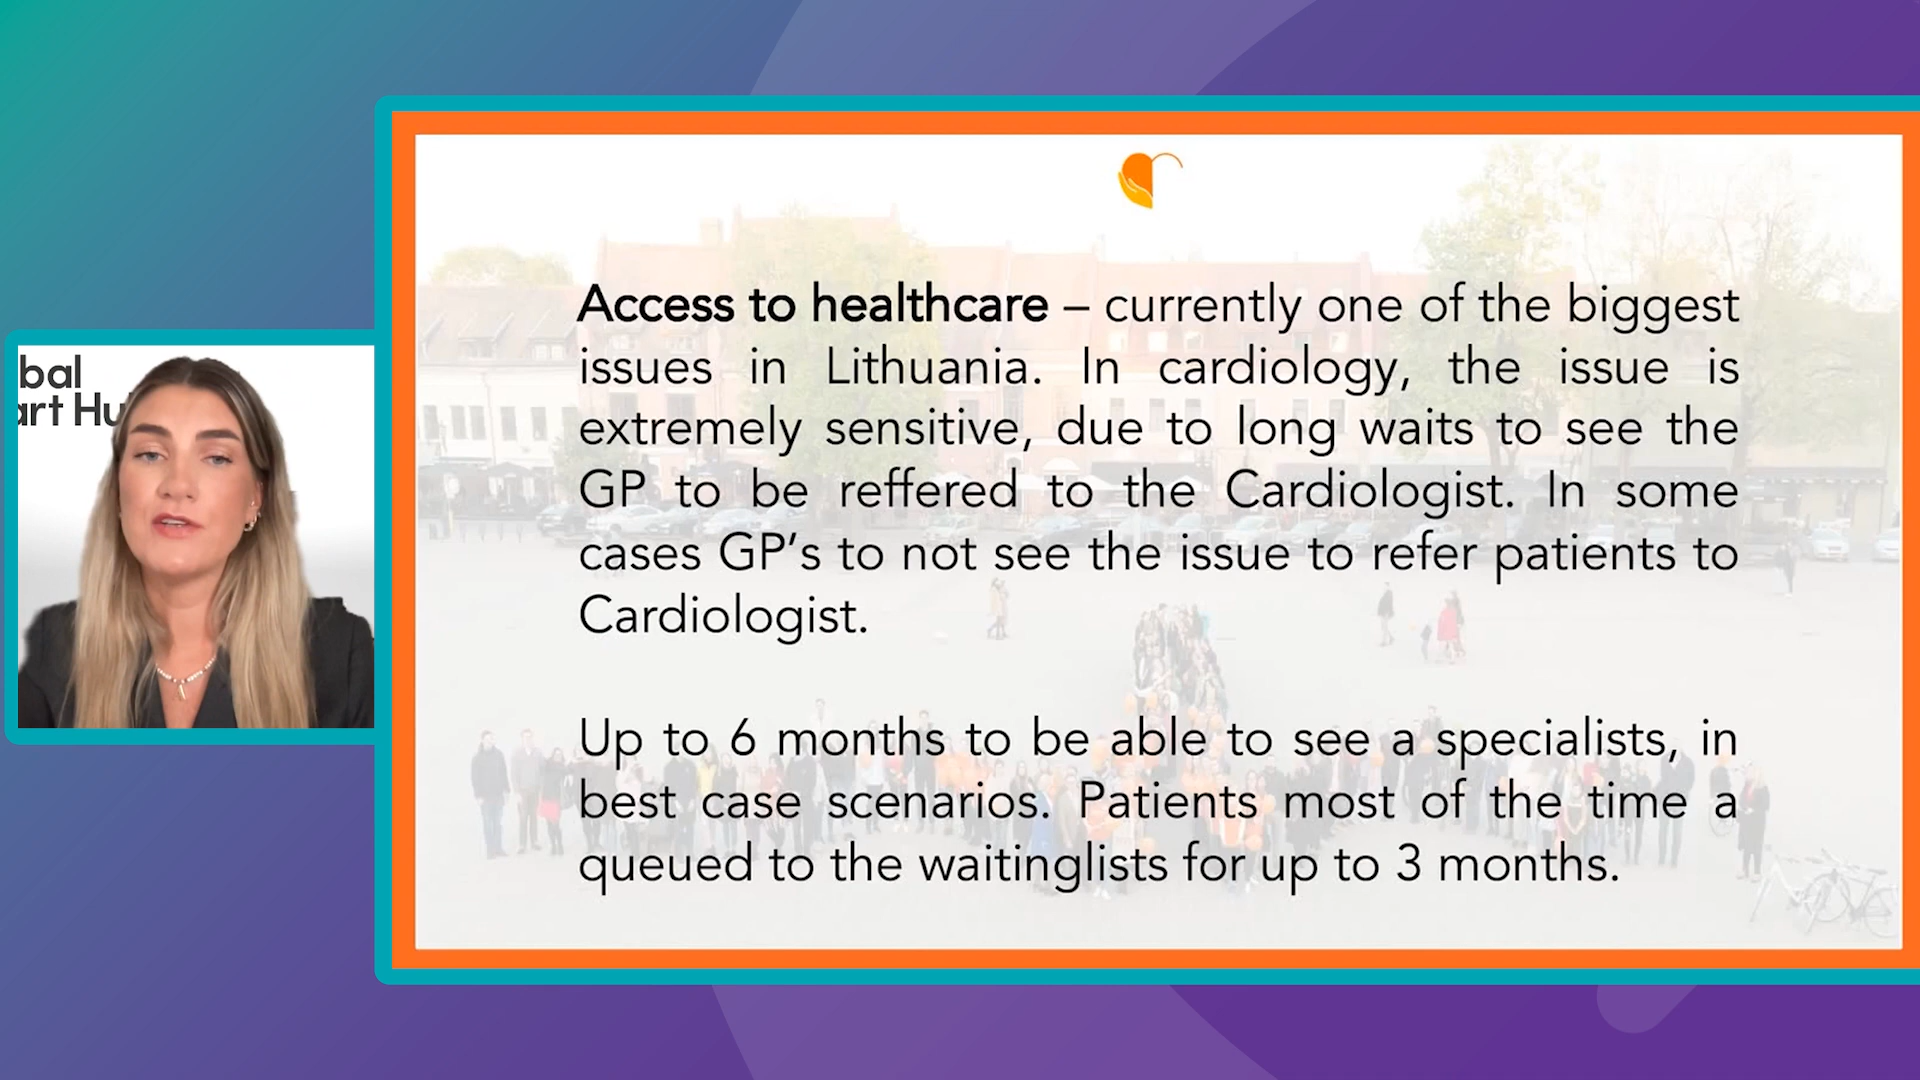 bal
art Hu
Access to healthcare – currently one of the biggest
issues in Lithuania. In cardiology, the issue is
extremely sensitive, due to long waits to see the
GP to be reffered to the Cardiologist. In some
cases GP’s to not see the issue to refer patients to
Cardiologist.
Up to 6 months to be able to see a specialists, in
best case scenarios. Patients most of the time a
queued to the waitinglists for up to 3 months.